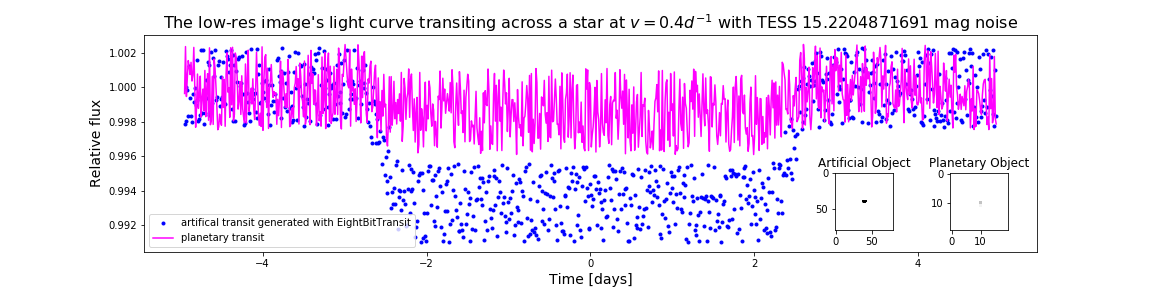 The low-res image's light curve transiting across a star at v = 0.4d⁻¹ with TESS 15.2204871691 mag noise
Relative flux
1.002
1.000
0.998
0.996
0.994
0.992
artifical transit generated with EightBitTransit
planetary transit
Artificial Object
0
50
0 50
Planetary Object
0
10
0 10
−4 −2 0 2 4
Time [days]